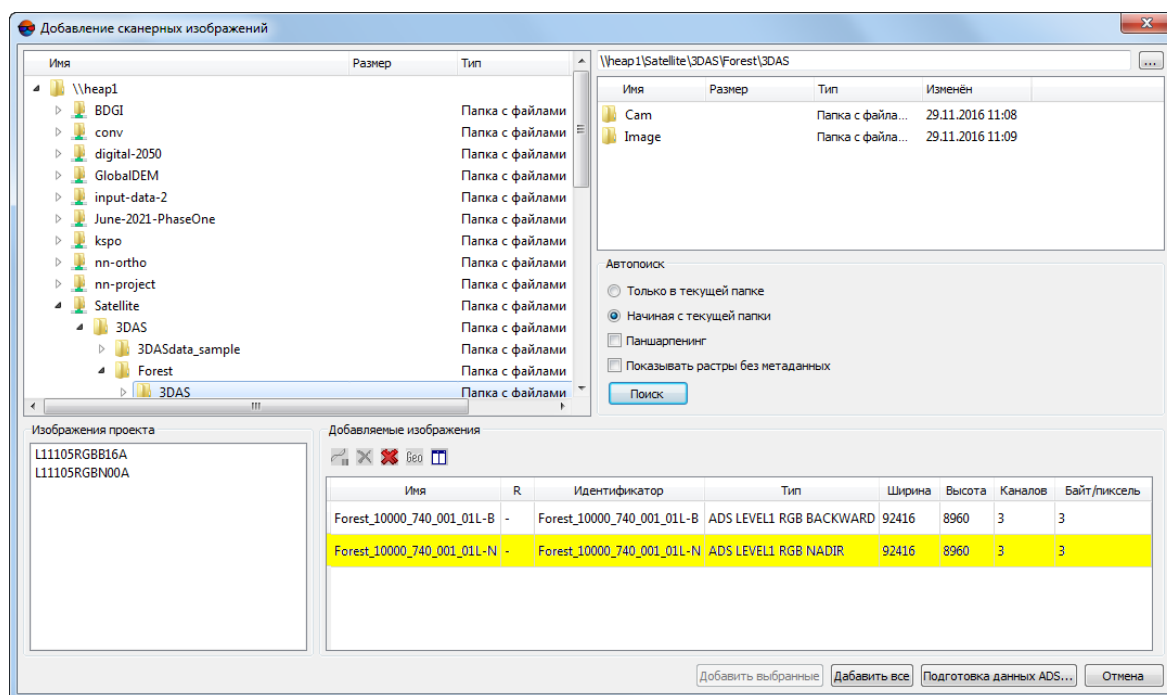 Добавление сканерных изображений
Имя Размер Тип
\\heap1
BDGI Папка с файлами
conv Папка с файлами
digital-2050 Папка с файлами
GlobalDEM Папка с файлами
input-data-2 Папка с файлами
June-2021-PhaseOne Папка с файлами
kspo Папка с файлами
nn-ortho Папка с файлами
nn-project Папка с файлами
Satellite Папка с файлами
3DAS Папка с файлами
3DASdata_sample Папка с файлами
Forest Папка с файлами
3DAS Папка с файлами
\\heap1\Satellite\3DAS\Forest\3DAS ...
Имя Размер Тип Изменён
Cam Папка с файла... 29.11.2016 11:08
Image Папка с файла... 29.11.2016 11:09
Автопоиск
Только в текущей папке
Начиная с текущей папки
Паншарпенинг
Показывать растры без метаданных
Поиск
Изображения проекта
L11105RGBB16A
L11105RGBN00A
Добавляемые изображения
Geo
Имя R Идентификатор Тип Ширина Высота Каналов Байт/пиксель
Forest_10000_740_001_01L-B - Forest_10000_740_001_01L-B ADS LEVEL1 RGB BACKWARD 92416 8960 3 3
Forest_10000_740_001_01L-N - Forest_10000_740_001_01L-N ADS LEVEL1 RGB NADIR 92416 8960 3 3
Добавить выбранные Дабавить все Подготовка данных ADS... Отмена